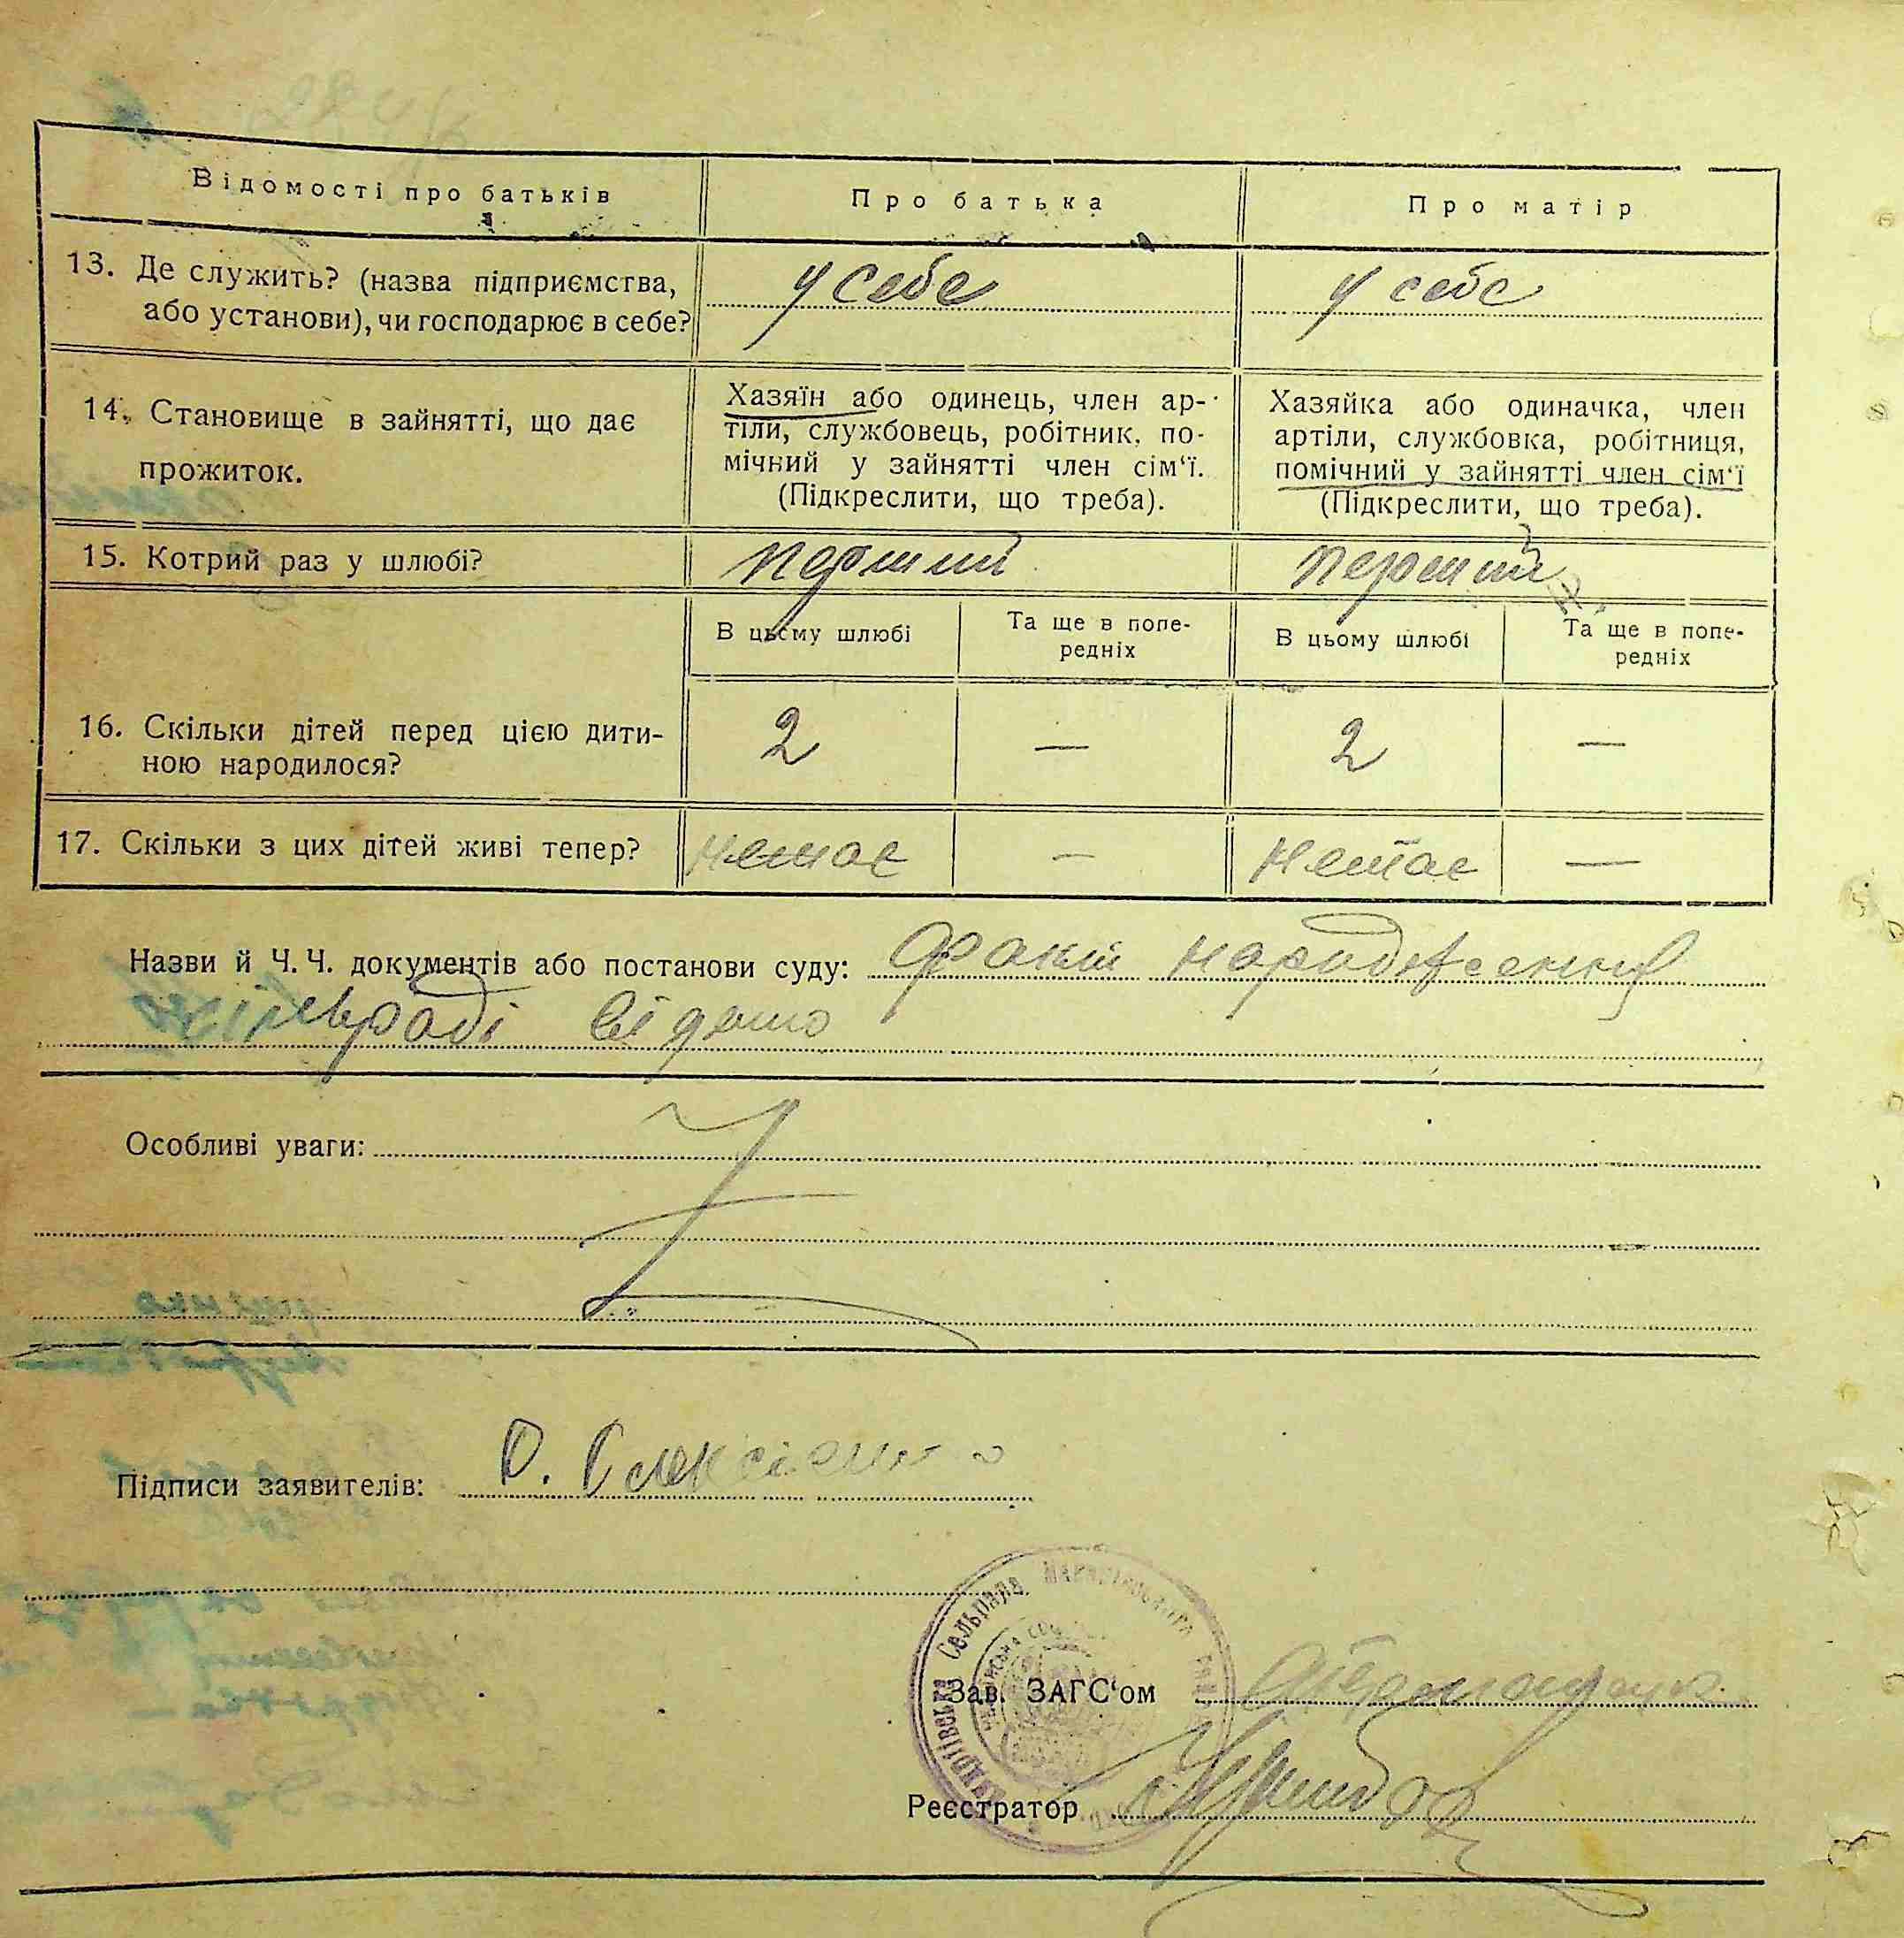 Відомості про батьків
Про батька
Про матір
13. Де служить? (назва підприємства,
або установи), чи господарює в себе?
у себе
у себе
14. Становище в зайнятті, що дає
прожиток.
Хазяїн або одинець, член ар-
тіли, службовець, робітник, по-
мічний у зайнятті член сім‘ї.
(Підкреслити, що треба).
Хазяйка або одиначка, член
артіли, службовка, робітниця,
помічний у зайнятті член сім‘ї
(Підкреслити, що треба).
15. Котрий раз у шлюбі?
перший
перший
В цьому шлюбі
Та ще в попе-
редніх
В цьому шлюбі
Та ще в попе-
редніх
16. Скільки дітей перед цією дити-
ною народилося?
2
—
2
—
17. Скільки з цих дітей живі тепер?
немає
—
немає
—
Назви й Ч. Ч. документів або постанови суду: Факт народження
сільраді відомо
Особливі уваги:
Підписи заявителів: О.
Сельрада
Зав. ЗАГС‘ом
Реєстратор